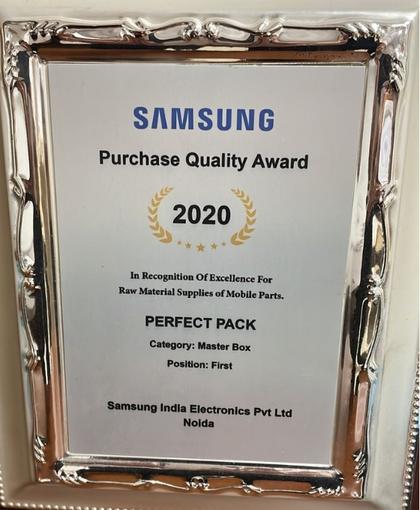 SAMSUNG
Purchase Quality Award
2020
In Recognition Of Excellence For
Raw Material Supplies of Mobile Parts.
PERFECT PACK
Category: Master Box
Position: First
Samsung India Electronics Pvt Ltd
Noida